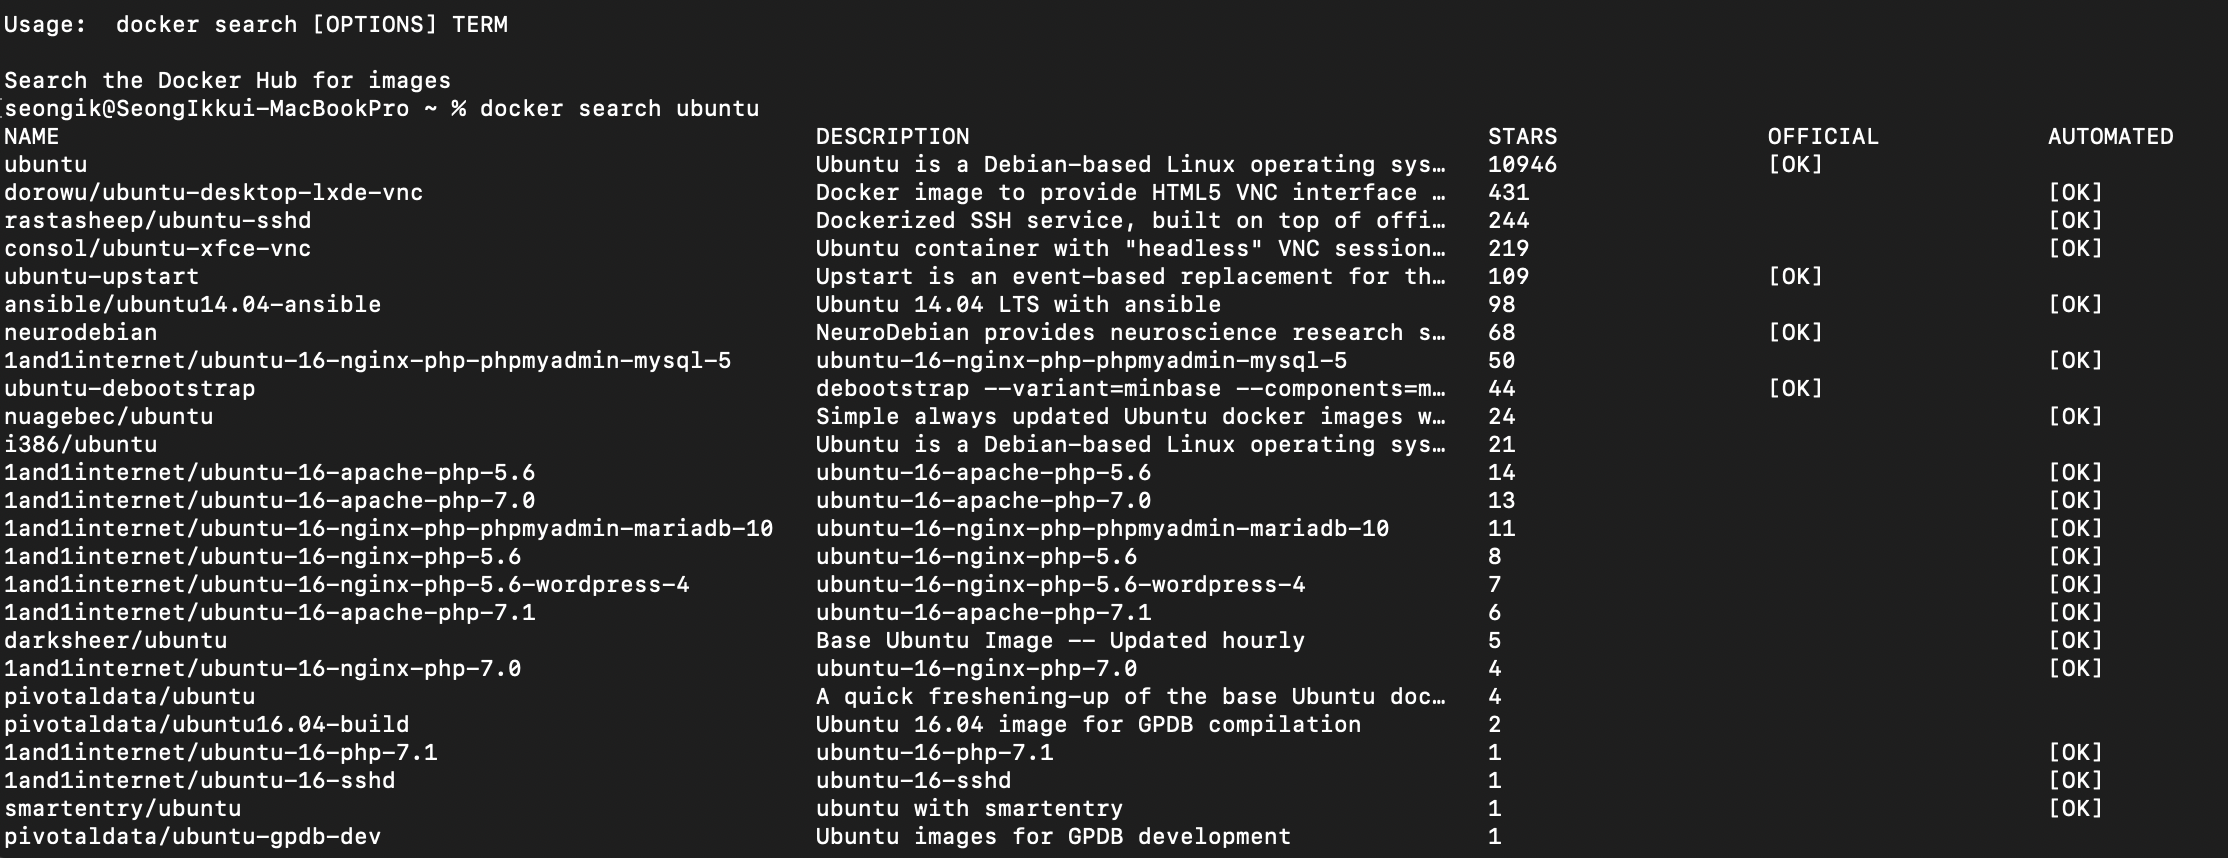 Usage:  docker search [OPTIONS] TERM
Search the Docker Hub for images
[seongik@SeongIkkui-MacBookPro ~ % docker search ubuntu
NAME DESCRIPTION STARS OFFICIAL AUTOMATED
ubuntu Ubuntu is a Debian-based Linux operating sys… 10946 [OK]
dorowu/ubuntu-desktop-lxde-vnc Docker image to provide HTML5 VNC interface … 431 [OK]
rastasheep/ubuntu-sshd Dockerized SSH service, built on top of offi… 244 [OK]
consol/ubuntu-xfce-vnc Ubuntu container with "headless" VNC session… 219 [OK]
ubuntu-upstart Upstart is an event-based replacement for th… 109 [OK]
ansible/ubuntu14.04-ansible Ubuntu 14.04 LTS with ansible 98 [OK]
neurodebian NeuroDebian provides neuroscience research s… 68 [OK]
1and1internet/ubuntu-16-nginx-php-phpmyadmin-mysql-5 ubuntu-16-nginx-php-phpmyadmin-mysql-5 50 [OK]
ubuntu-debootstrap debootstrap --variant=minbase --components=m… 44 [OK]
nuagebec/ubuntu Simple always updated Ubuntu docker images w… 24 [OK]
i386/ubuntu Ubuntu is a Debian-based Linux operating sys… 21
1and1internet/ubuntu-16-apache-php-5.6 ubuntu-16-apache-php-5.6 14 [OK]
1and1internet/ubuntu-16-apache-php-7.0 ubuntu-16-apache-php-7.0 13 [OK]
1and1internet/ubuntu-16-nginx-php-phpmyadmin-mariadb-10 ubuntu-16-nginx-php-phpmyadmin-mariadb-10 11 [OK]
1and1internet/ubuntu-16-nginx-php-5.6 ubuntu-16-nginx-php-5.6 8 [OK]
1and1internet/ubuntu-16-nginx-php-5.6-wordpress-4 ubuntu-16-nginx-php-5.6-wordpress-4 7 [OK]
1and1internet/ubuntu-16-apache-php-7.1 ubuntu-16-apache-php-7.1 6 [OK]
darksheer/ubuntu Base Ubuntu Image -- Updated hourly 5 [OK]
1and1internet/ubuntu-16-nginx-php-7.0 ubuntu-16-nginx-php-7.0 4 [OK]
pivotaldata/ubuntu A quick freshening-up of the base Ubuntu doc… 4
pivotaldata/ubuntu16.04-build Ubuntu 16.04 image for GPDB compilation 2
1and1internet/ubuntu-16-php-7.1 ubuntu-16-php-7.1 1 [OK]
1and1internet/ubuntu-16-sshd ubuntu-16-sshd 1 [OK]
smartentry/ubuntu ubuntu with smartentry 1 [OK]
pivotaldata/ubuntu-gpdb-dev Ubuntu images for GPDB development 1